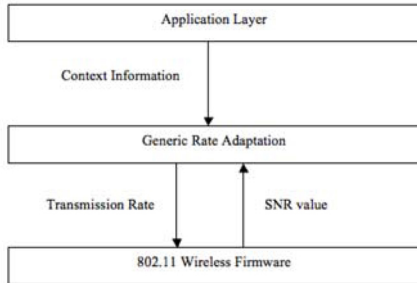 Application Layer
Context Information
Generic Rate Adaptation
Transmission Rate
SNR value
802.11 Wireless Firmware